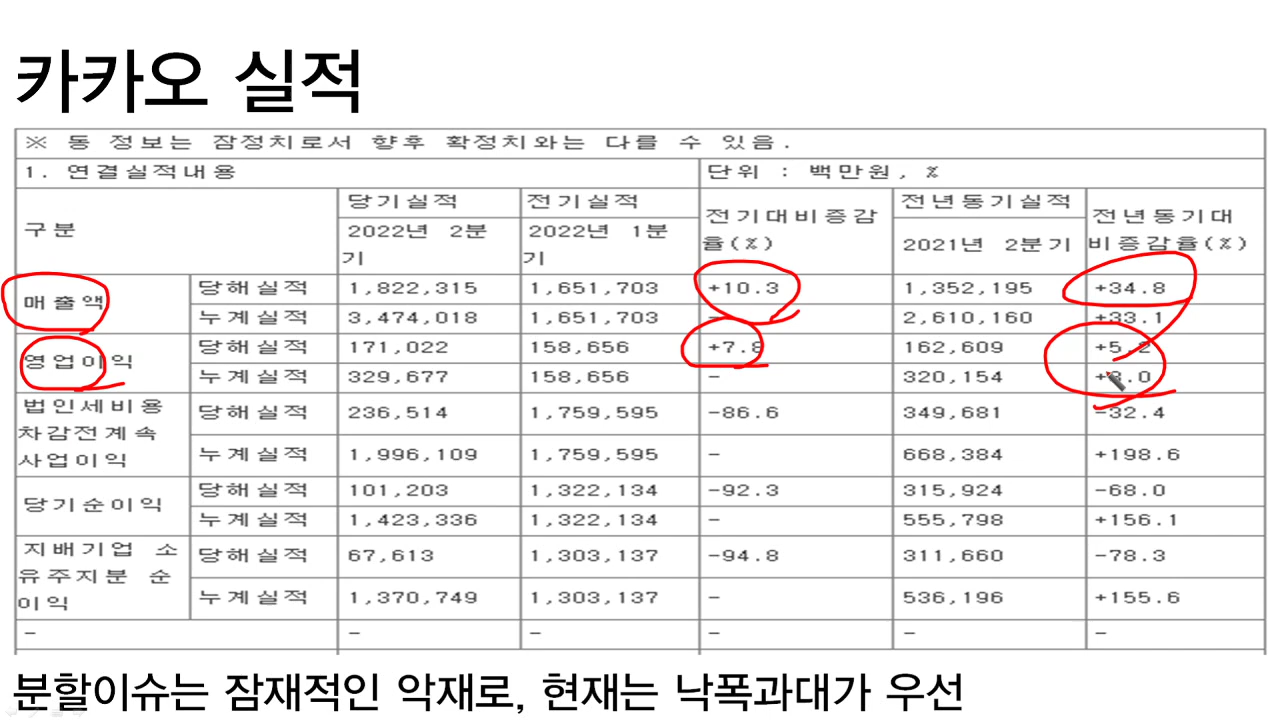 카카오 실적
※ 동 정보는 잠정치로서 향후 확정치와는 다를 수 있음.
1. 연결실적내용 단위 : 백만원, %
구분 당기실적 전기실적 전기대비증감율(%) 전년동기실적 전년동기대비증감율(%)
2022년 2분기 2022년 1분기 2021년 2분기
매출액 당해실적 1,822,315 1,651,703 +10.3 1,352,195 +34.8
누계실적 3,474,018 1,651,703 - 2,610,160 +33.1
영업이익 당해실적 171,022 158,656 +7.8 162,609 +5.2
누계실적 329,677 158,656 - 320,154
법인세비용차감전계속사업이익 당해실적 236,514 1,759,595 -86.6 349,681 -32.4
누계실적 1,996,109 1,759,595 - 668,384 +198.6
당기순이익 당해실적 101,203 1,322,134 -92.3 315,924 -68.0
누계실적 1,423,336 1,322,134 - 555,798 +156.1
지배기업 소유주지분 순이익 당해실적 67,613 1,303,137 -94.8 311,660 -78.3
누계실적 1,370,749 1,303,137 - 536,196 +155.6
- - - - - -
분할이슈는 잠재적인 악재로, 현재는 낙폭과대가 우선